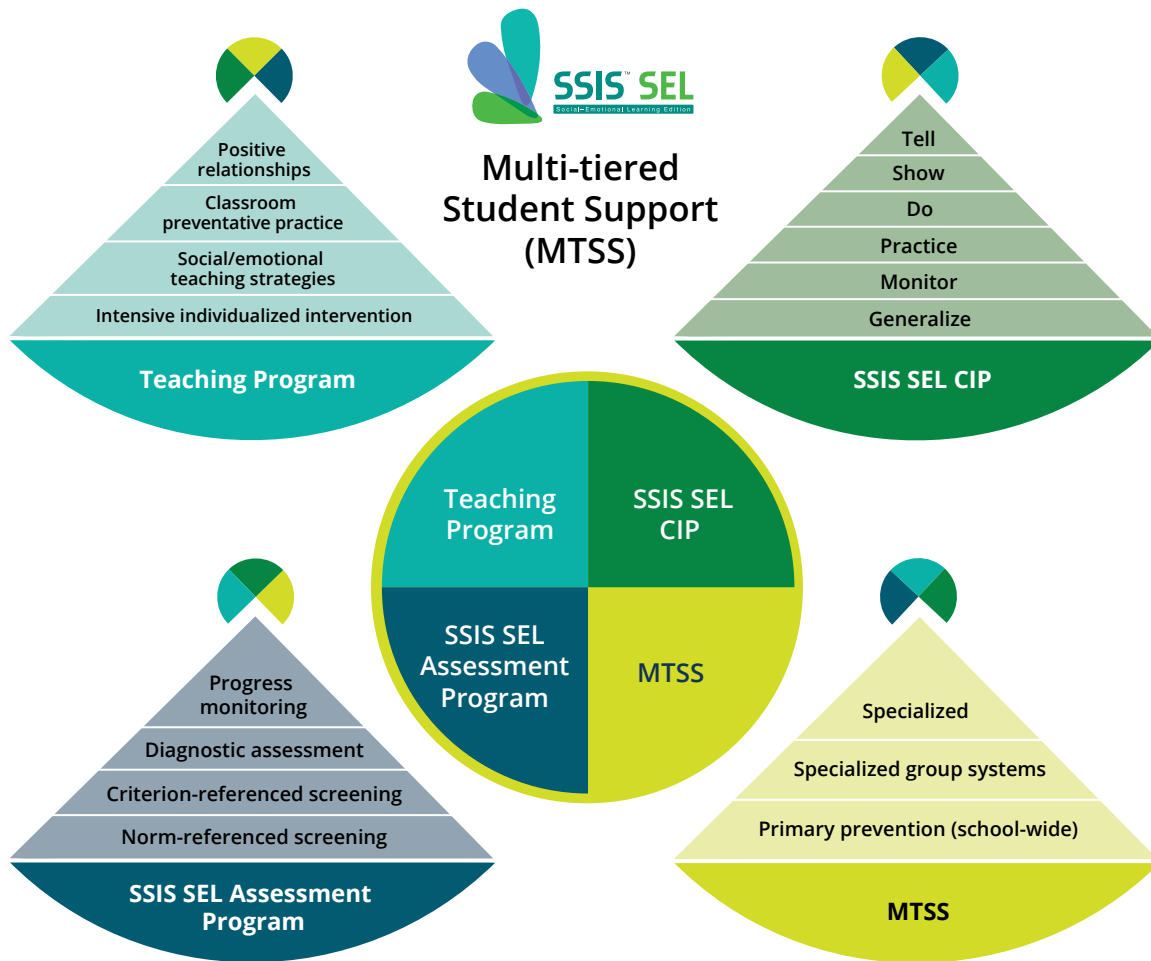 SSIS™ SEL
Social-Emotional Learning Edition
Multi-tiered
Student Support
(MTSS)
Positive
relationships
Classroom
preventative practice
Social/emotional
teaching strategies
Intensive individualized intervention
Teaching Program
Tell
Show
Do
Practice
Monitor
Generalize
SSIS SEL CIP
Teaching
Program
SSIS SEL
CIP
SSIS SEL
Assessment
Program
MTSS
Progress
monitoring
Diagnostic assessment
Criterion-referenced screening
Norm-referenced screening
SSIS SEL Assessment
Program
Specialized
Specialized group systems
Primary prevention (school-wide)
MTSS